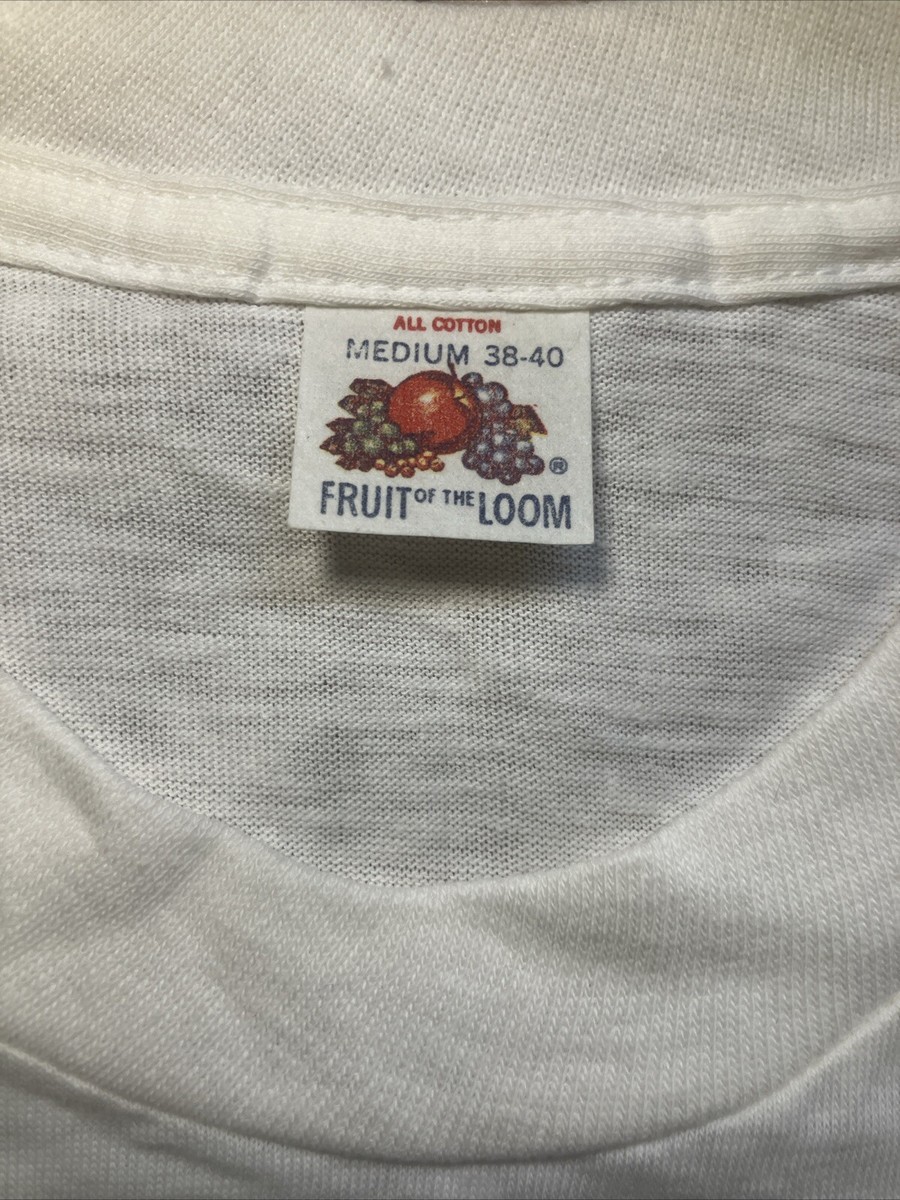 ALL COTTON
MEDIUM 38-40
®
FRUIT OF THE LOOM